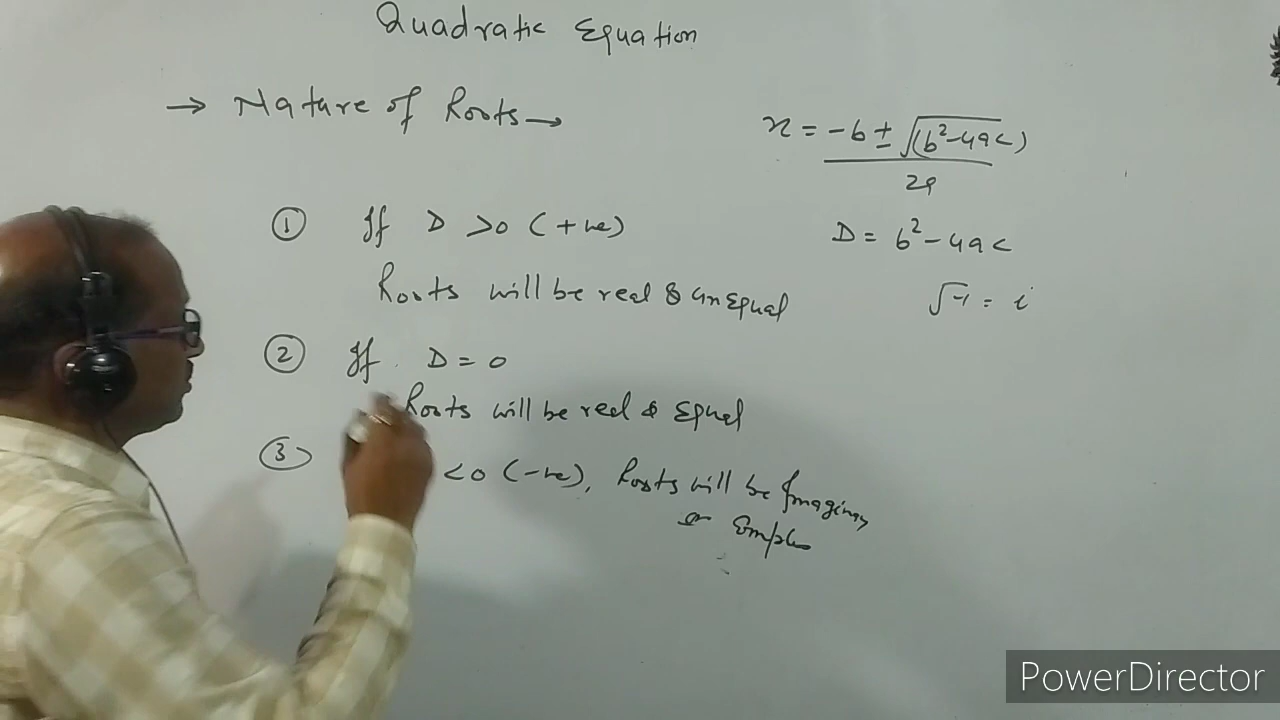 Quadratic Equation
→ Nature of Roots →
x = -b ± √(b²-4ac)
2a
① If D >0 (+ve)
D = b² - 4ac
Roots will be real & unEqual
√-1 = i
② If D = 0
Roots will be real & Equal
③ <0 (-ve), Roots will be Imaginary
or
PowerDirector